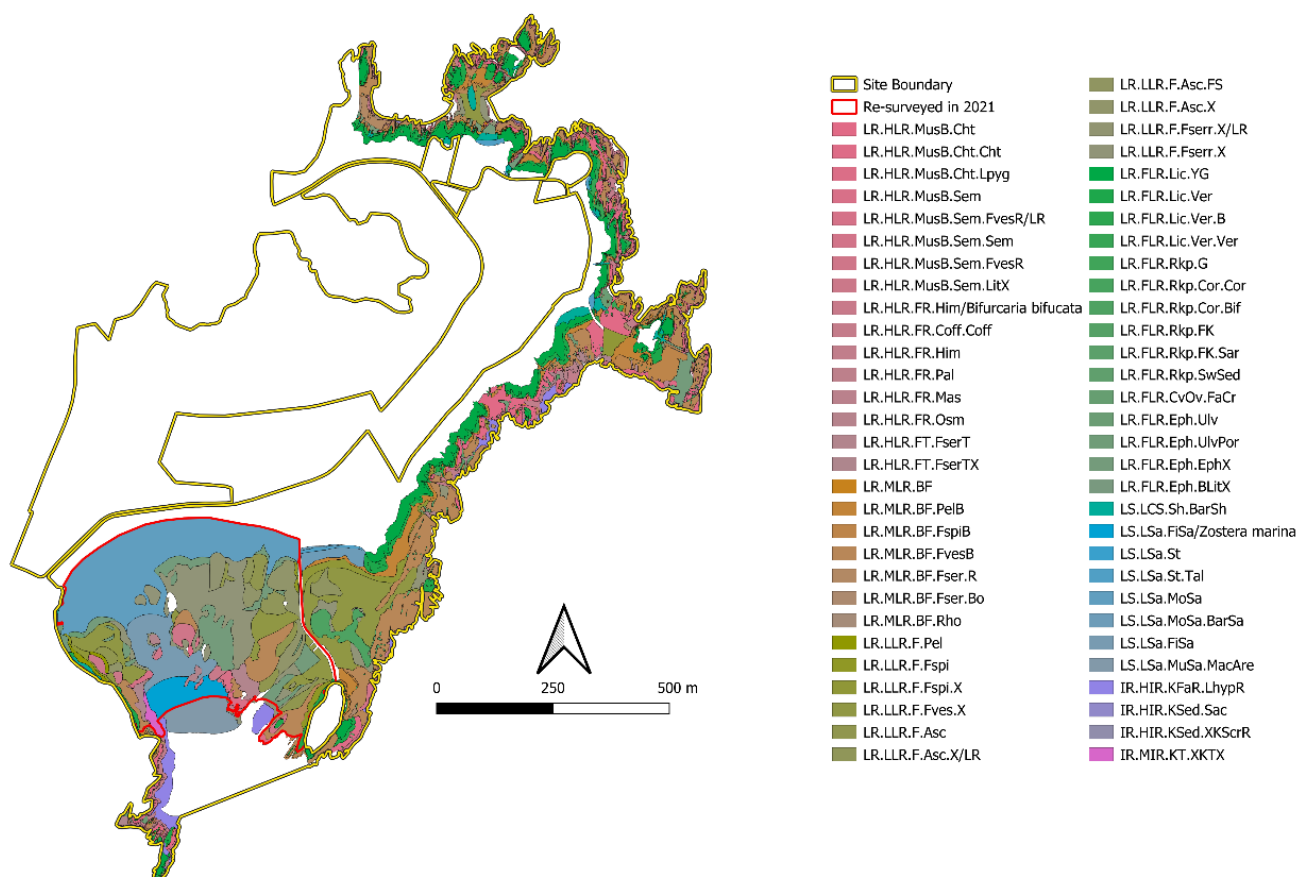 Site Boundary
Re-surveyed in 2021
LR.HLR.MusB.Cht
LR.HLR.MusB.Cht.Cht
LR.HLR.MusB.Cht.Lpyg
LR.HLR.MusB.Sem
LR.HLR.MusB.Sem.FvesR/LR
LR.HLR.MusB.Sem.Sem
LR.HLR.MusB.Sem.FvesR
LR.HLR.MusB.Sem.LitX
LR.HLR.FR.Him/Bifurcaria bifucata
LR.HLR.FR.Coff.Coff
LR.HLR.FR.Him
LR.HLR.FR.Pal
LR.HLR.FR.Mas
LR.HLR.FR.Osm
LR.HLR.FT.FserT
LR.HLR.FT.FserTX
LR.MLR.BF
LR.MLR.BF.PelB
LR.MLR.BF.FspiB
LR.MLR.BF.FvesB
LR.MLR.BF.Fser.R
LR.MLR.BF.Fser.Bo
LR.MLR.BF.Rho
LR.LLR.F.Pel
LR.LLR.F.Fspi
LR.LLR.F.Fspi.X
LR.LLR.F.Fves.X
LR.LLR.F.Asc
LR.LLR.F.Asc.X/LR
LR.LLR.F.Asc.FS
LR.LLR.F.Asc.X
LR.LLR.F.Fserr.X/LR
LR.LLR.F.Fserr.X
LR.FLR.Lic.YG
LR.FLR.Lic.Ver
LR.FLR.Lic.Ver.B
LR.FLR.Lic.Ver.Ver
LR.FLR.Rkp.G
LR.FLR.Rkp.Cor.Cor
LR.FLR.Rkp.Cor.Bif
LR.FLR.Rkp.FK
LR.FLR.Rkp.FK.Sar
LR.FLR.Rkp.SwSed
LR.FLR.CvOv.FaCr
LR.FLR.Eph.Ulv
LR.FLR.Eph.UlvPor
LR.FLR.Eph.EphX
LR.FLR.Eph.BLitX
LS.LCS.Sh.BarSh
LS.LSa.FiSa/Zostera marina
LS.LSa.St
LS.LSa.St.Tal
LS.LSa.MoSa
LS.LSa.MoSa.BarSa
LS.LSa.FiSa
LS.LSa.MuSa.MacAre
IR.HIR.KFaR.LhypR
IR.HIR.KSed.Sac
IR.HIR.KSed.XKScrR
IR.MIR.KT.XKTX
0 250 500 m